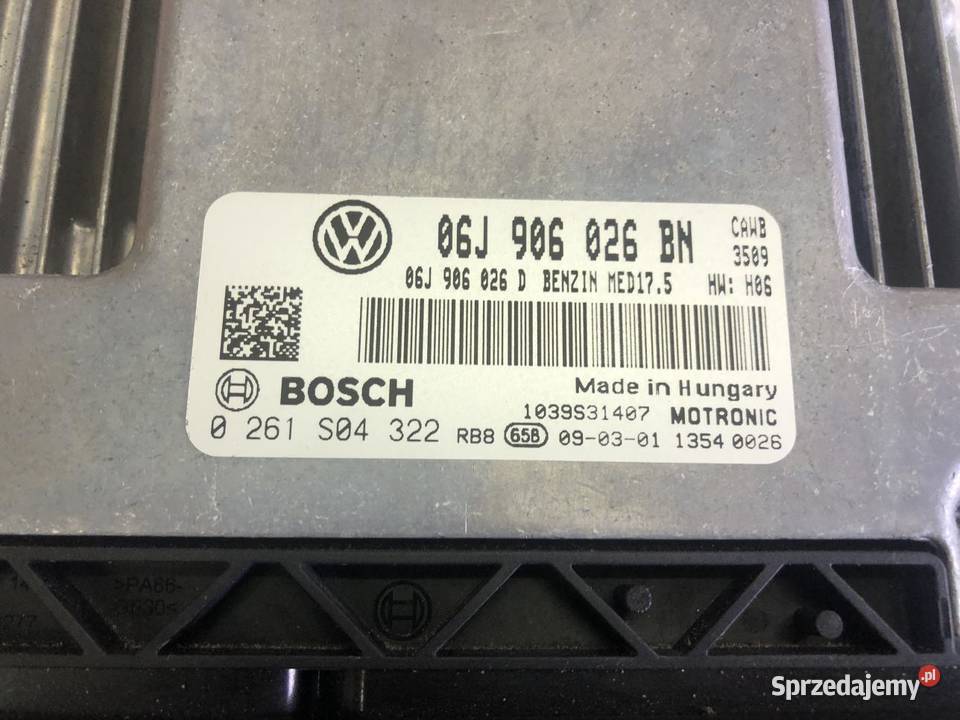 06J 906 026 BN CAWB
3509
06J 906 026 D BENZIN MED17.5 HW: H06
BOSCH Made in Hungary
1039S31407 MOTRONIC
0 261 S04 322 RB8 65B 09-03-01 1354 0026
>PA66-
Sprzedajemy.pl